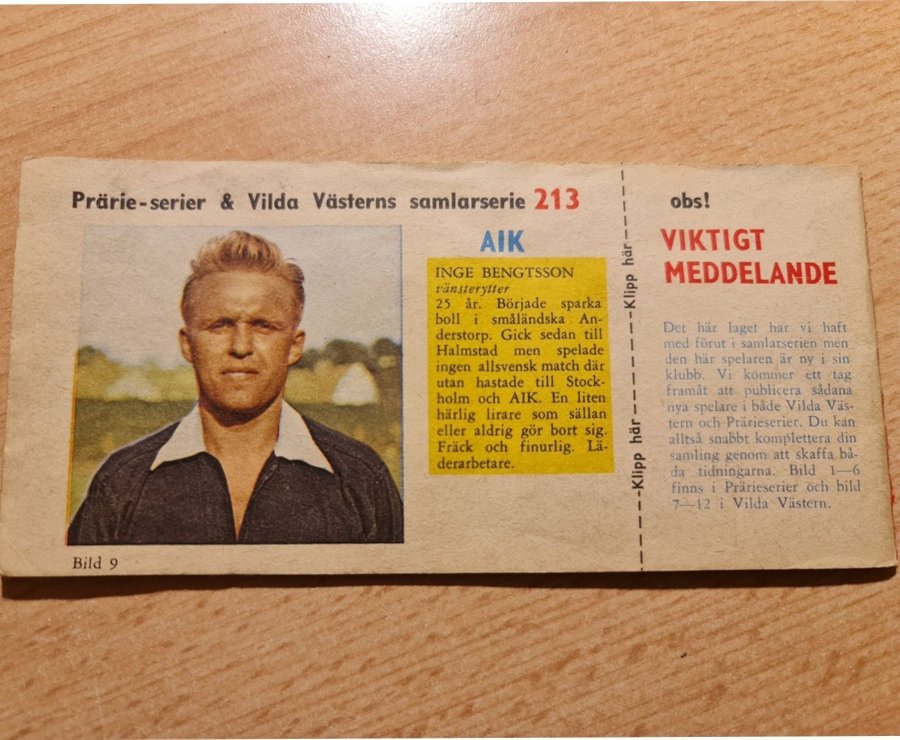 Prärie-serier & Vilda Västerns samlarserie 213
AIK
INGE BENGTSSON
vänsterytter
25 år. Började sparka
boll i småländska An-
derstorp. Gick sedan till
Halmstad men spelade
ingen allsvensk match där
utan hastade till Stock-
holm och AIK. En liten
härlig lirare som sällan
eller aldrig gör bort sig.
Fräck och finurlig. Lä-
derarbetare.
Bild 9
Klipp här
Klipp här
obs!
VIKTIGT
MEDDELANDE
Det här laget har vi haft
med förut i samlarserien men
den här spelaren är ny i sin
klubb. Vi kommer ett tag
framåt att publicera sådana
nya spelare i både Vilda Väs-
tern och Prärieserier. Du kan
alltså snabbt komplettera din
samling genom att skaffa bå-
da tidningarna. Bild 1—6
finns i Prärieserier och bild
7—12 i Vilda Västern.